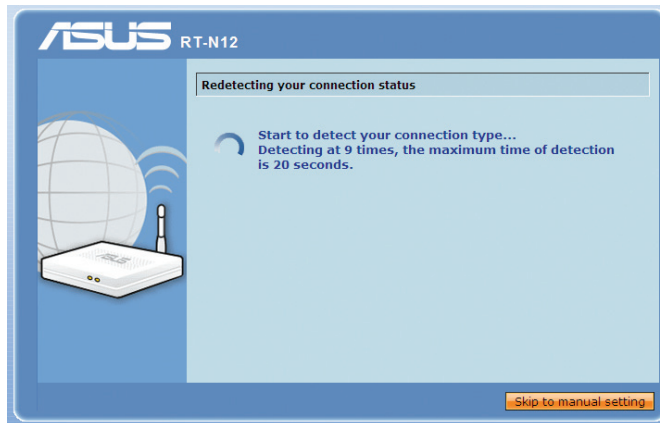 ASUS RT-N12
Redetecting your connection status
Start to detect your connection type...
Detecting at 9 times, the maximum time of detection
is 20 seconds.
ASUS
Skip to manual setting